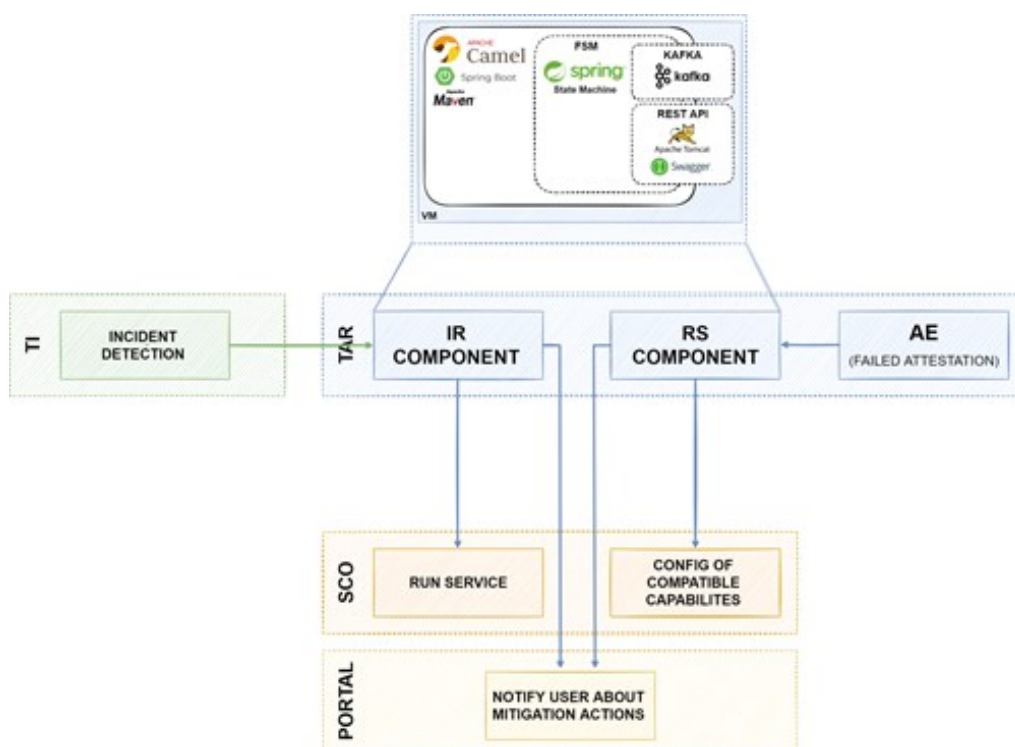 APACHE
Camel
Spring Boot
Apache
Maven
FSM
spring
State Machine
KAFKA
kafka
REST API
Apache Tomcat
Swagger
VM
TI
INCIDENT
DETECTION
TAR
IR
COMPONENT
RS
COMPONENT
AE
(FAILED ATTESTATION)
SCO
RUN SERVICE
CONFIG OF
COMPATIBLE
CAPABILITES
PORTAL
NOTIFY USER ABOUT
MITIGATION ACTIONS